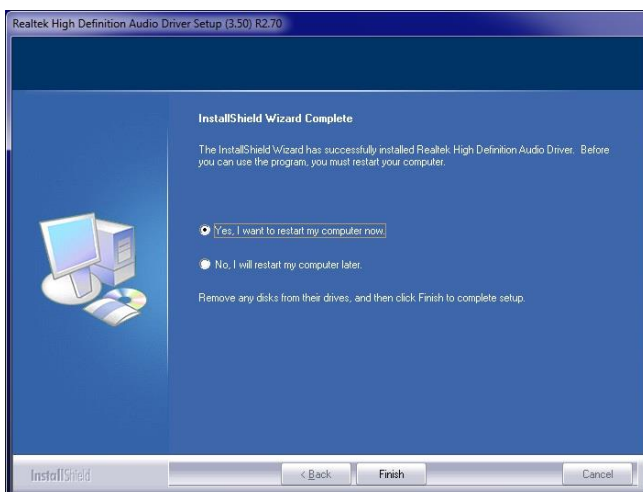 Realtek High Definition Audio Driver Setup (3.50) R2.70
InstallShield Wizard Complete
The InstallShield Wizard has successfully installed Realtek High Definition Audio Driver. Before
you can use the program, you must restart your computer.
Yes, I want to restart my computer now.
No, I will restart my computer later.
Remove any disks from their drives, and then click Finish to complete setup.
InstallShield
< Back
Finish
Cancel